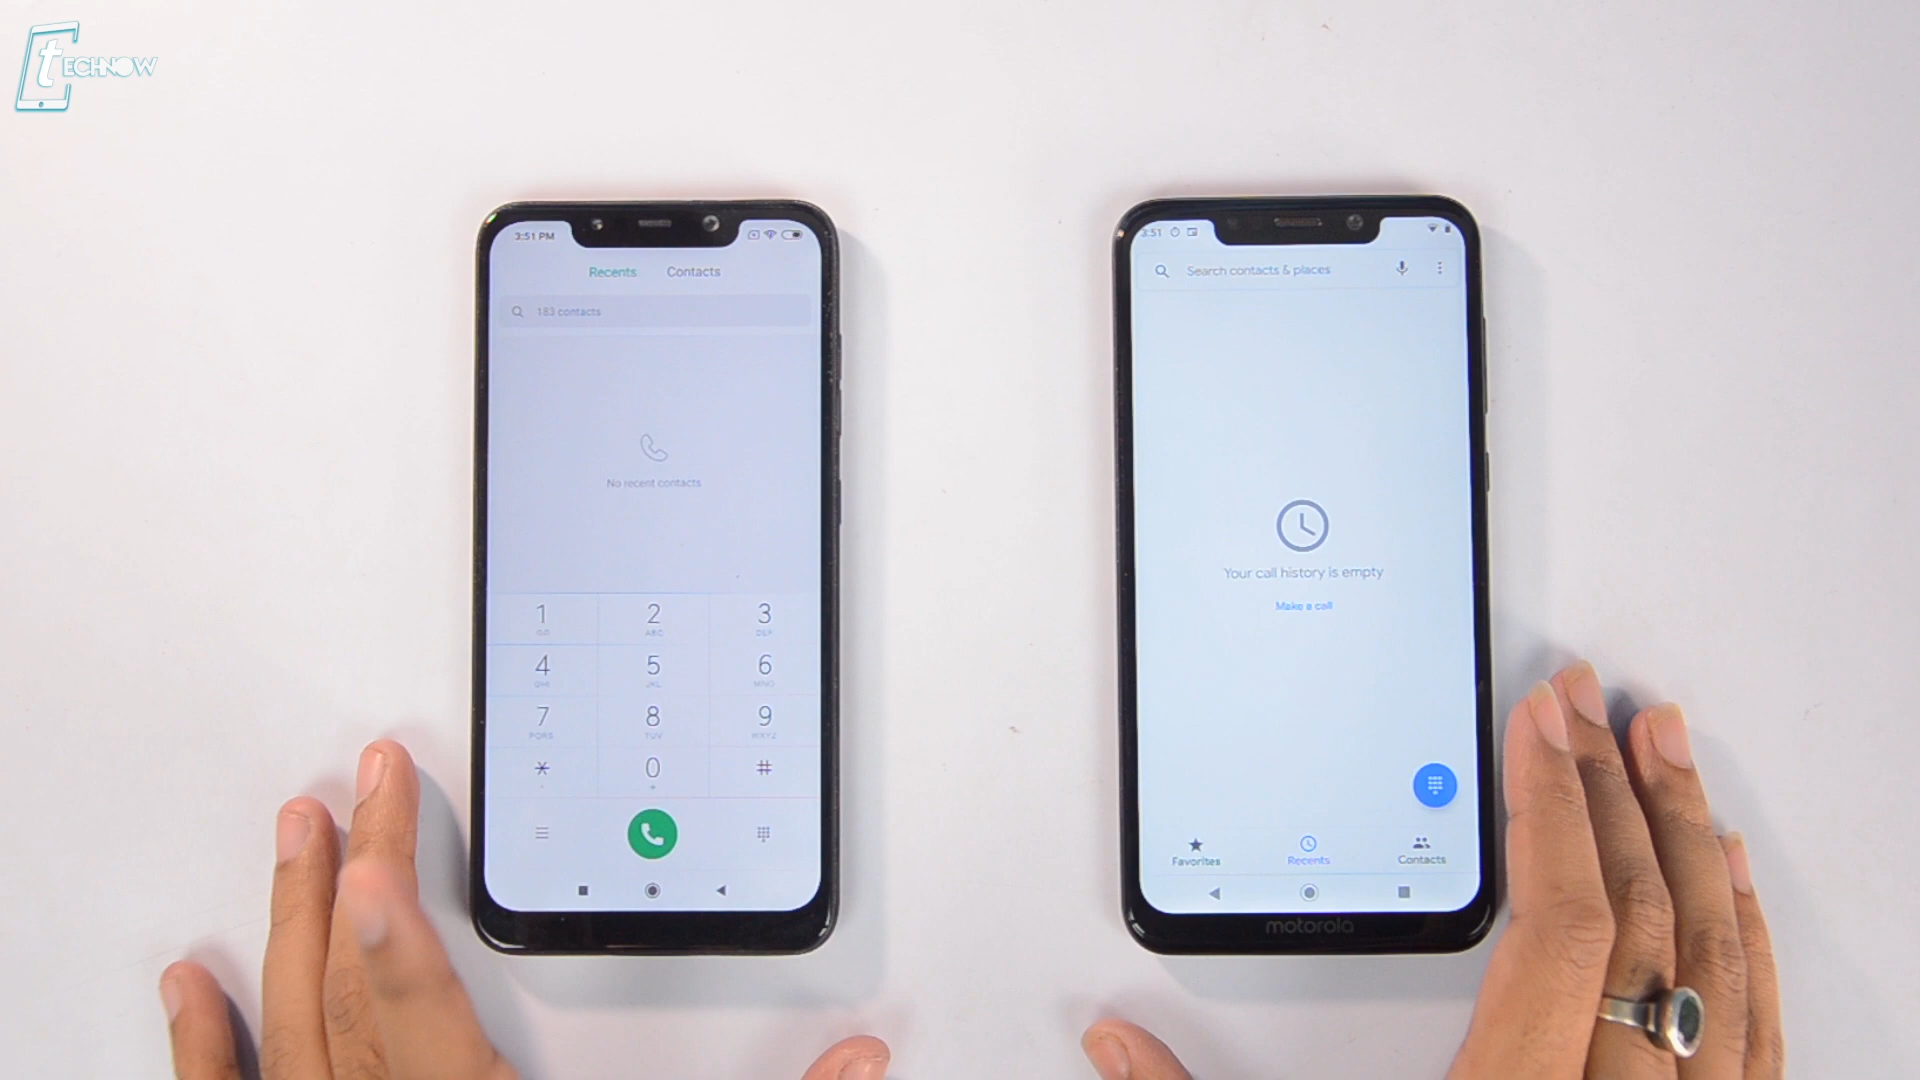 tECHNOW
3:51 PM
Recents Contacts
183 contacts
No recent contacts
1 2 3
ABC DEF
4 5 6
GHI JKL MNO
7 8 9
PQRS TUV WXYZ
* 0 #
+
3:51
Search contacts & places
Your call history is empty
Make a call
Favorites Recents Contacts
motorola